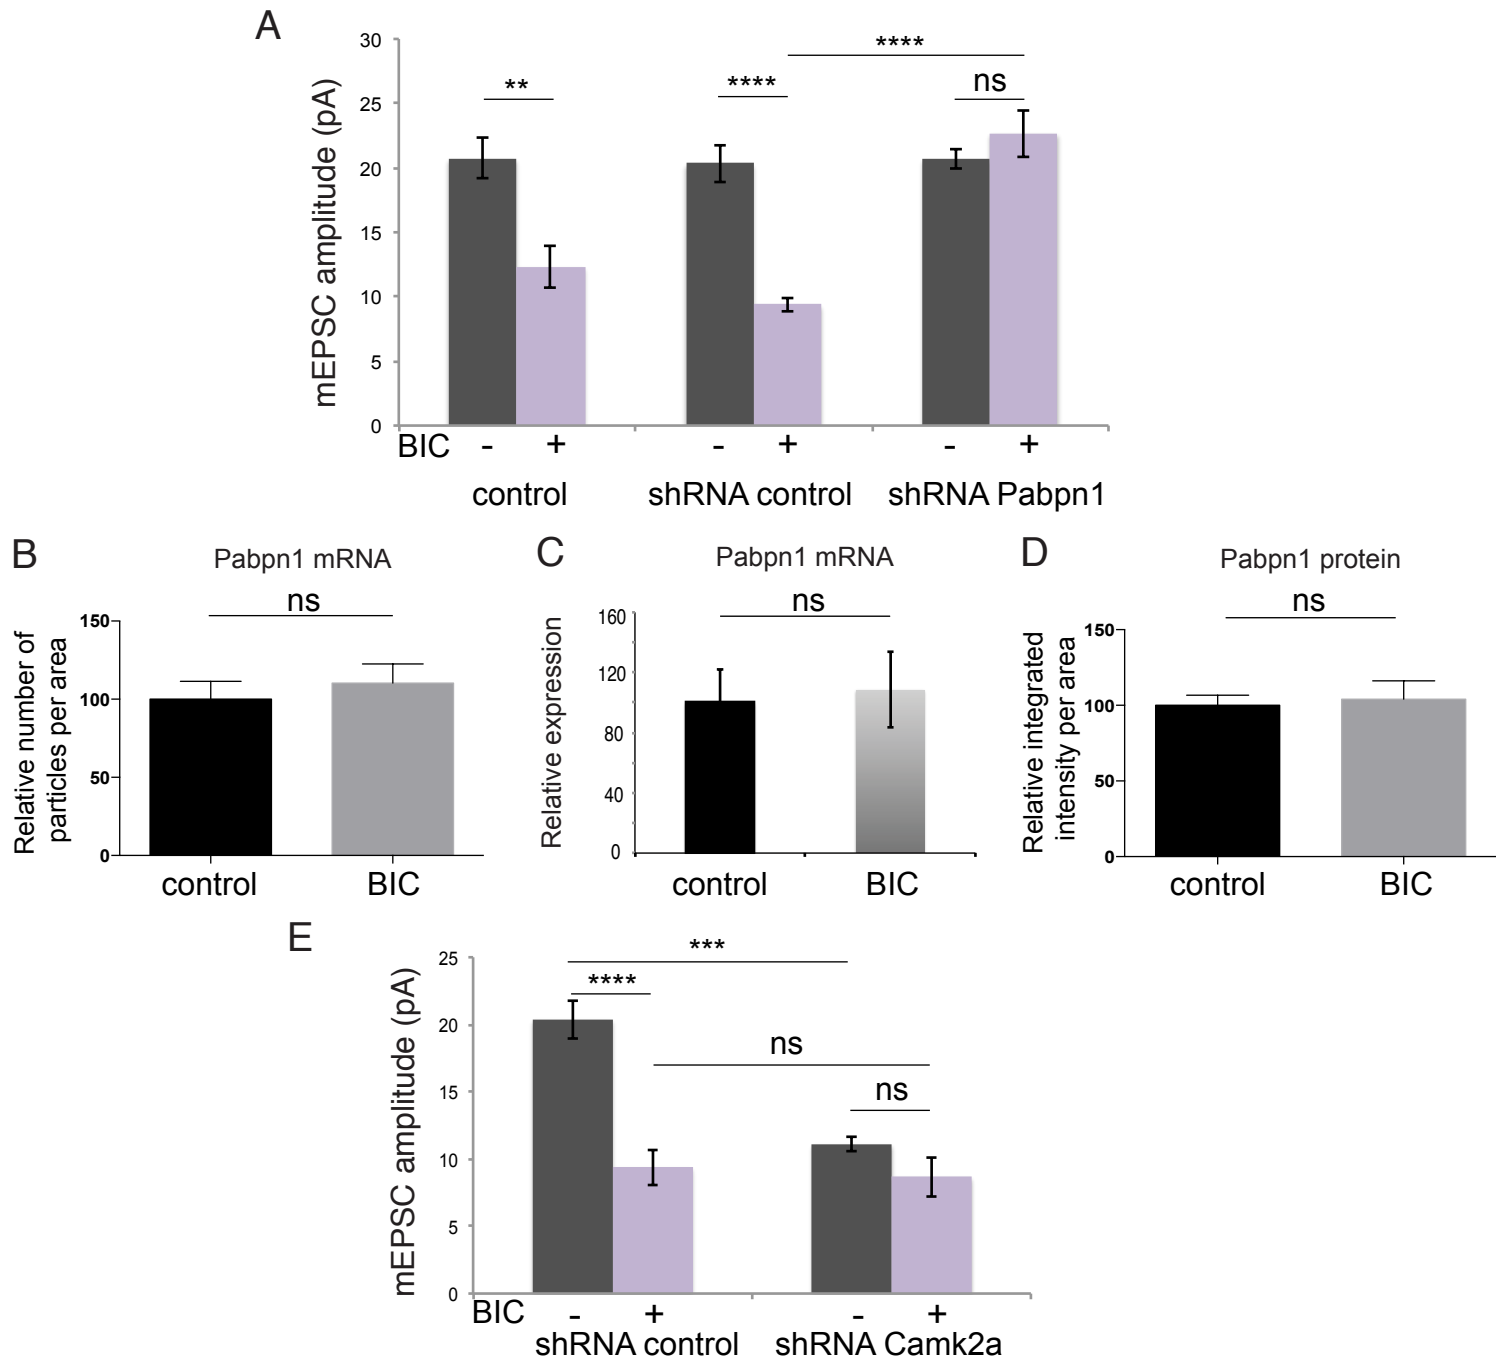 A
mEPSC amplitude (pA)
30
25
20
15
10
5
0
**
****
****
ns
BIC - + - + - +
control shRNA control shRNA Pabpn1
B
Pabpn1 mRNA
ns
Relative number of
particles per area
150
100
50
0
control BIC
C
Pabpn1 mRNA
ns
Relative expression
160
120
80
40
0
control BIC
D
Pabpn1 protein
ns
Relative integrated
intensity per area
150
100
50
0
control BIC
E
mEPSC amplitude (pA)
25
20
15
10
5
0
***
****
ns
ns
BIC - + - +
shRNA control shRNA Camk2a